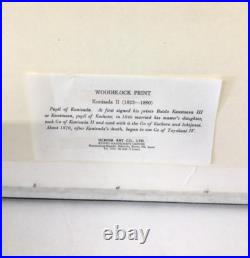 WOODBLOCK PRINT
Kunisada II (1823—1880)
Pupil of Kunisada. At first signed his prints Baido Kunimasa III
or Kunimasa, pupil of Kochoro; in 1846 married his master's daughter,
took Go of Kunisada II and used with it the Go of Kochoro and Ichijusai.
About 1870, after Kunisada's death, began to use Go of Toyokuni IV.
ART CO., LTD.